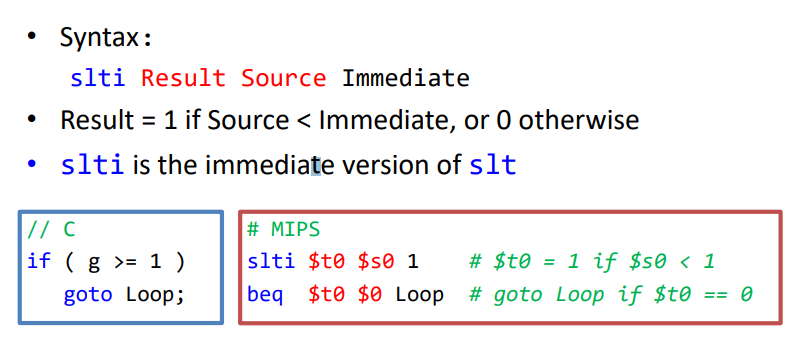 • Syntax:
slti Result Source Immediate
• Result = 1 if Source < Immediate, or 0 otherwise
• slti is the immediate version of slt
// C
if ( g >= 1 )
goto Loop;
# MIPS
slti $t0 $s0 1 # $t0 = 1 if $s0 < 1
beq $t0 $0 Loop # goto Loop if $t0 == 0